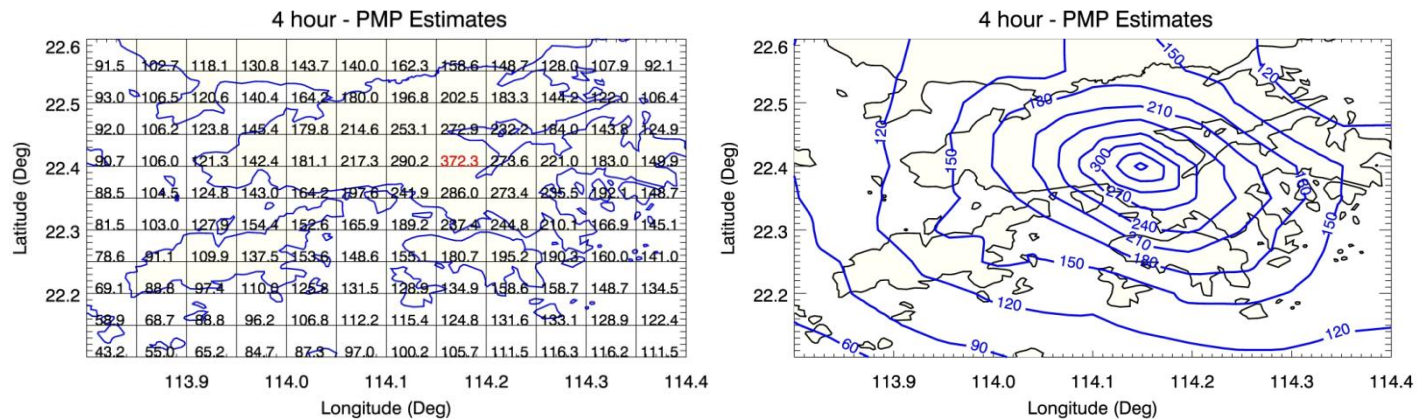 4 hour - PMP Estimates
22.6
22.5
22.4
22.3
22.2
Latitude (Deg)
91.5 102.7 118.1 130.8 143.7 140.0 162.3 158.6 148.7 128.0 107.9 92.1
93.0 106.5 120.6 140.4 164.2 180.0 196.8 202.5 183.3 144.2 122.0 106.4
92.0 106.2 123.8 145.4 179.8 214.6 253.1 272.9 232.2 184.0 143.8 124.9
90.7 106.0 121.3 142.4 181.1 217.3 290.2 372.3 273.6 221.0 183.0 149.9
88.5 104.5 124.8 143.0 164.2 197.6 241.9 286.0 273.4 235.5 192.1 148.7
81.5 103.0 127.9 154.4 152.6 165.9 189.2 237.4 244.8 210.1 166.9 145.1
78.6 91.1 109.9 137.5 153.6 148.6 155.1 180.7 195.2 190.3 160.0 141.0
69.1 88.8 97.4 110.0 125.8 131.5 128.9 134.9 158.6 158.7 148.7 134.5
58.9 68.7 83.8 96.2 106.8 112.2 115.4 124.8 131.6 133.1 128.9 122.4
43.2 55.0 65.2 84.7 87.3 97.0 100.2 105.7 111.5 116.3 116.2 111.5
113.9 114.0 114.1 114.2 114.3 114.4
Longitude (Deg)
4 hour - PMP Estimates
22.6
22.5
22.4
22.3
22.2
Latitude (Deg)
150
120
180
210
120
150
300
270
180
150
240
210
180
150
120
120
90
60
113.9 114.0 114.1 114.2 114.3 114.4
Longitude (Deg)